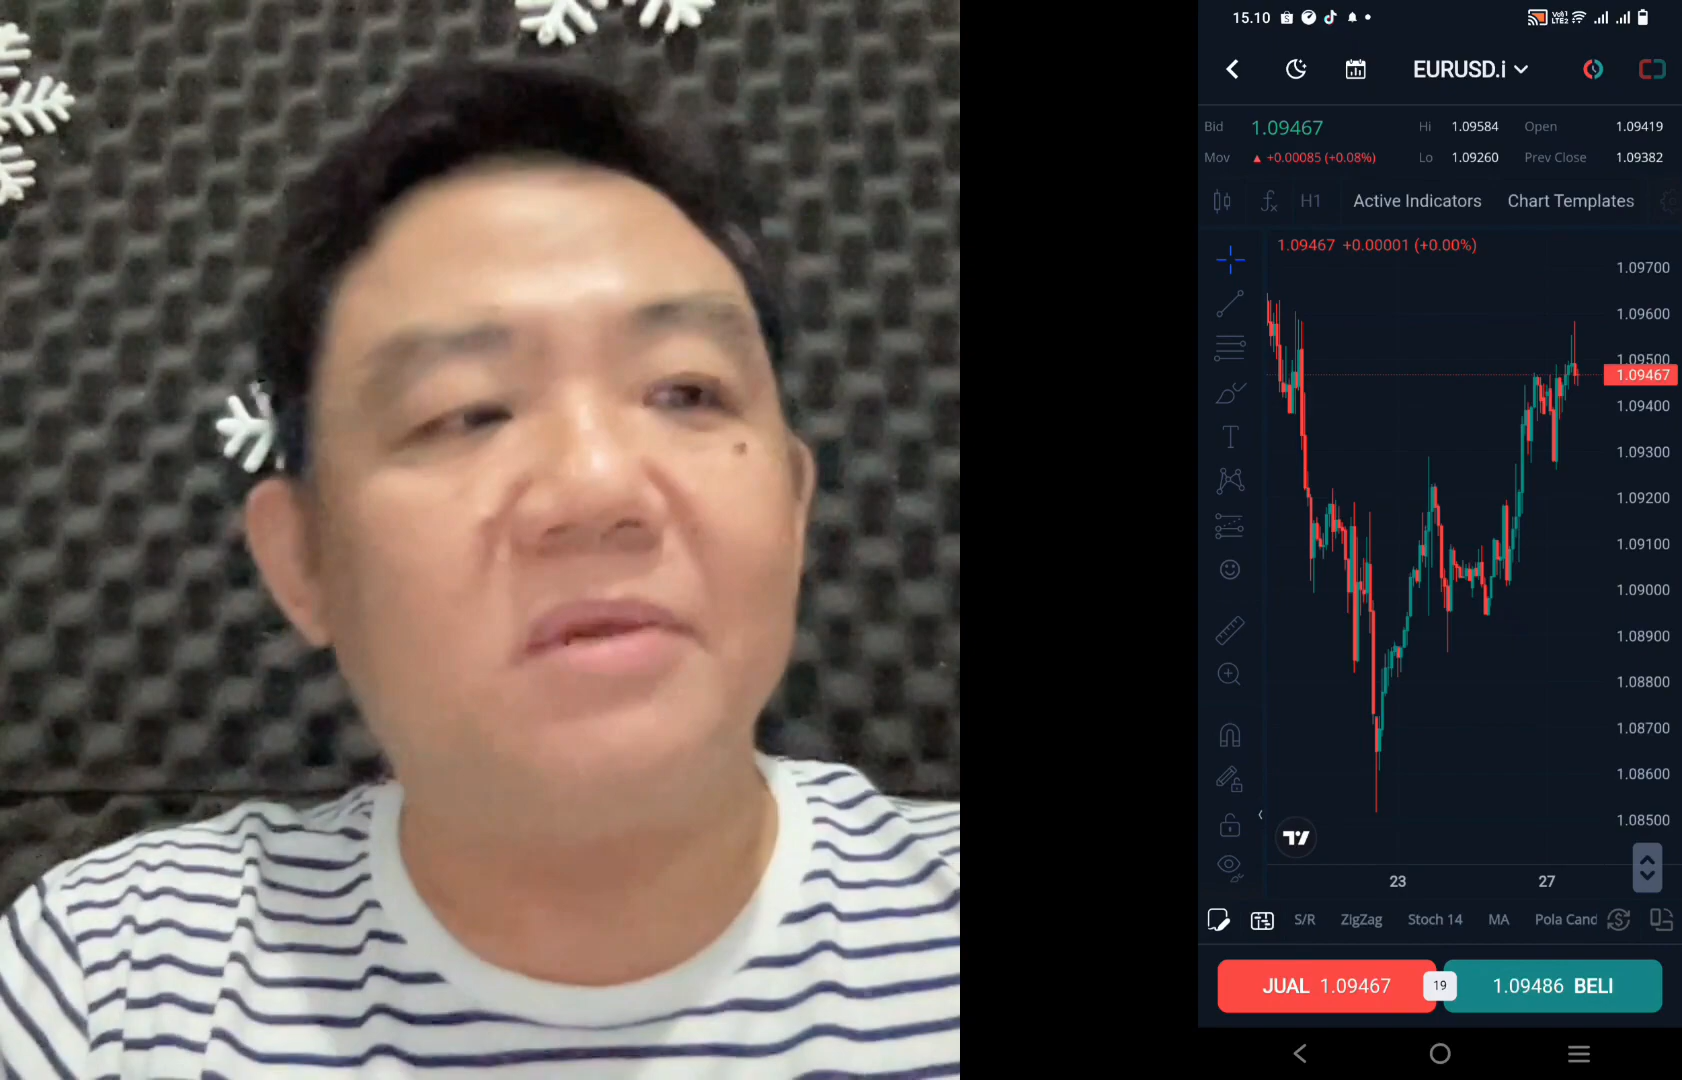 15.10
Vo) 1 LTE2
EURUSD.i
Bid 1.09467 Hi 1.09584 Open 1.09419
Mov ▲ +0.00085 (+0.08%) Lo 1.09260 Prev Close 1.09382
H1 Active Indicators Chart Templates
1.09467 +0.00001 (+0.00%)
1.09700
1.09600
1.09500
1.09467
1.09400
1.09300
1.09200
1.09100
1.09000
1.08900
1.08800
1.08700
1.08600
1.08500
23 27
S/R ZigZag Stoch 14 MA Pola Cand
JUAL 1.09467 19 1.09486 BELI